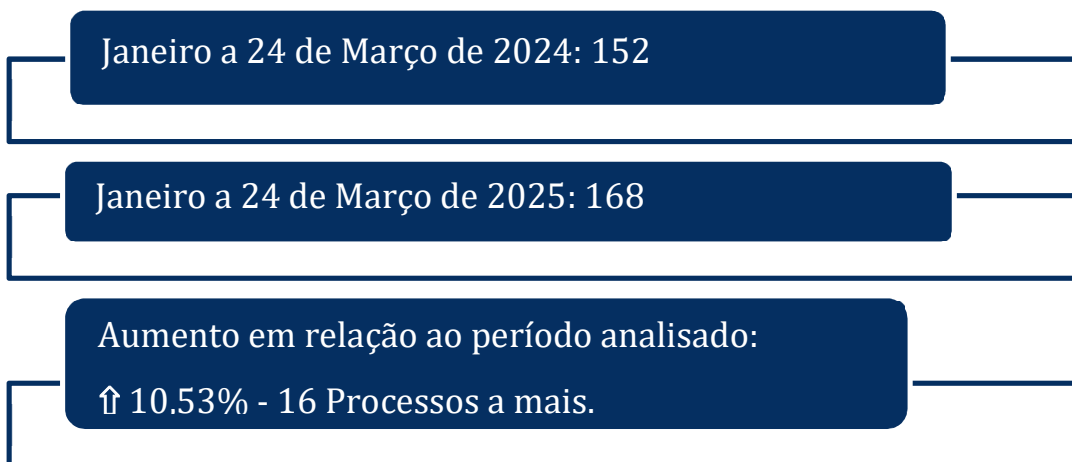 Janeiro a 24 de Março de 2024: 152
Janeiro a 24 de Março de 2025: 168
Aumento em relação ao período analisado:
⇧ 10.53% - 16 Processos a mais.